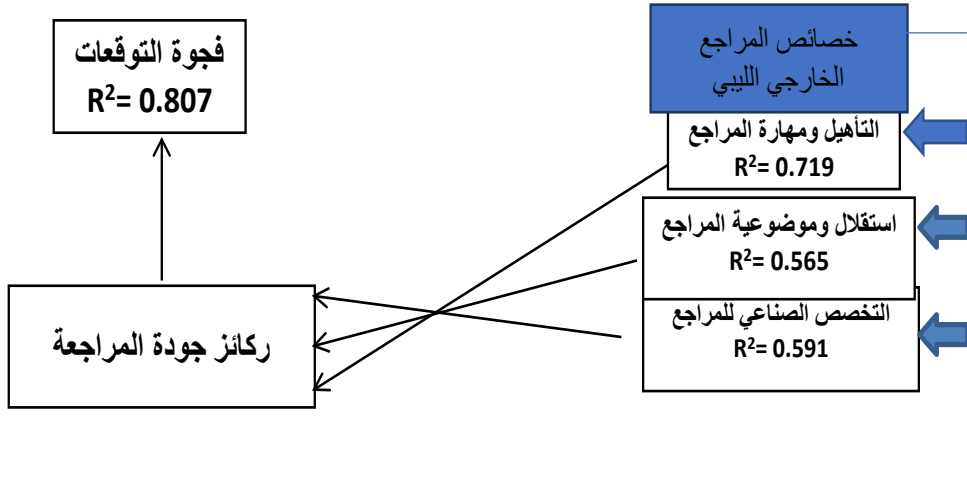 خصائص المراجع
الخارجي الليبي
التأهيل ومهارة المراجع
R²= 0.719
استقلال وموضوعية المراجع
R²= 0.565
التخصص الصناعي للمراجع
R²= 0.591
فجوة التوقعات
R²= 0.807
ركائز جودة المراجعة